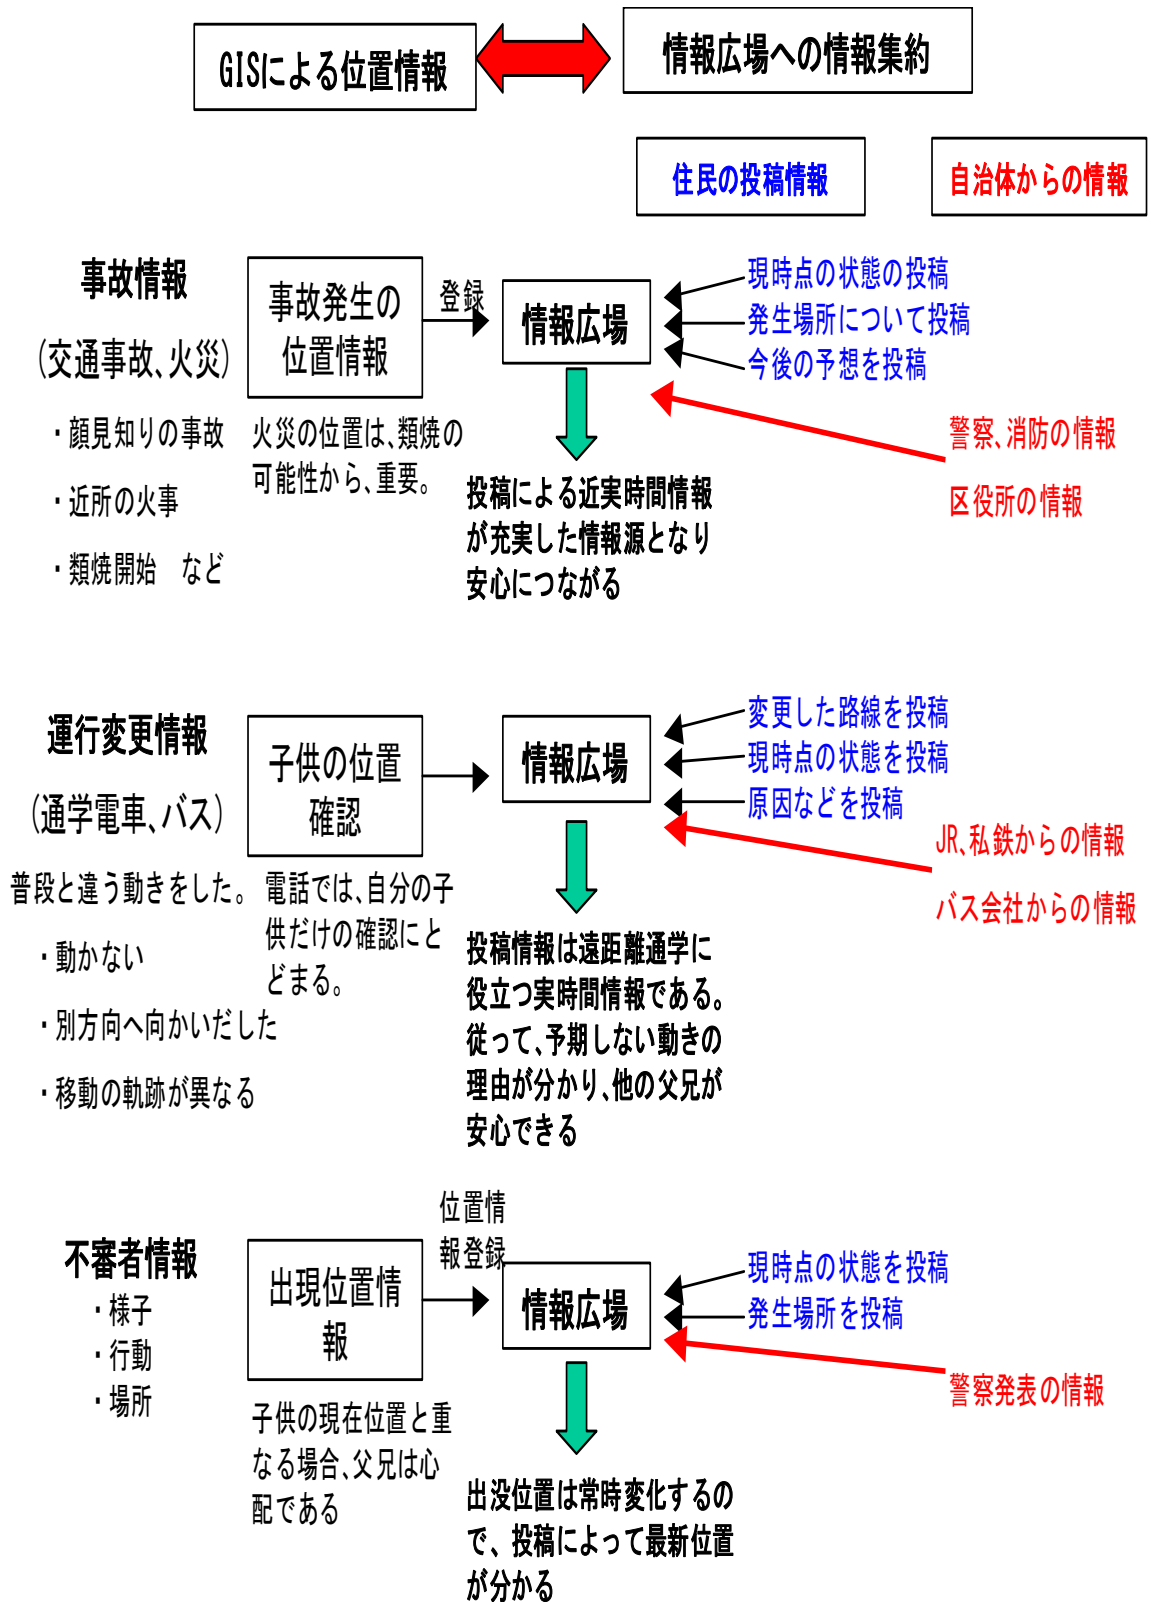 GISによる位置情報
情報広場への情報集約
住民の投稿情報
自治体からの情報
事故情報
(交通事故、火災)
・顔見知りの事故
・近所の火事
・類焼開始　など
事故発生の
位置情報
火災の位置は、類焼の
可能性から、重要。
登録
情報広場
現時点の状態の投稿
発生場所について投稿
今後の予想を投稿
警察、消防の情報
区役所の情報
投稿による近実時間情報
が充実した情報源となり
安心につながる
運行変更情報
(通学電車、バス)
普段と違う動きをした。
・動かない
・別方向へ向かいだした
・移動の軌跡が異なる
子供の位置
確認
電話では、自分の子
供だけの確認にと
どまる。
情報広場
変更した路線を投稿
現時点の状態を投稿
原因などを投稿
JR、私鉄からの情報
バス会社からの情報
投稿情報は遠距離通学に
役立つ実時間情報である。
従って、予期しない動きの
理由が分かり、他の父兄が
安心できる
不審者情報
・様子
・行動
・場所
出現位置情
報
子供の現在位置と重
なる場合、父兄は心
配である
位置情
報登録
情報広場
現時点の状態を投稿
発生場所を投稿
警察発表の情報
出没位置は常時変化するの
で、投稿によって最新位置
が分かる